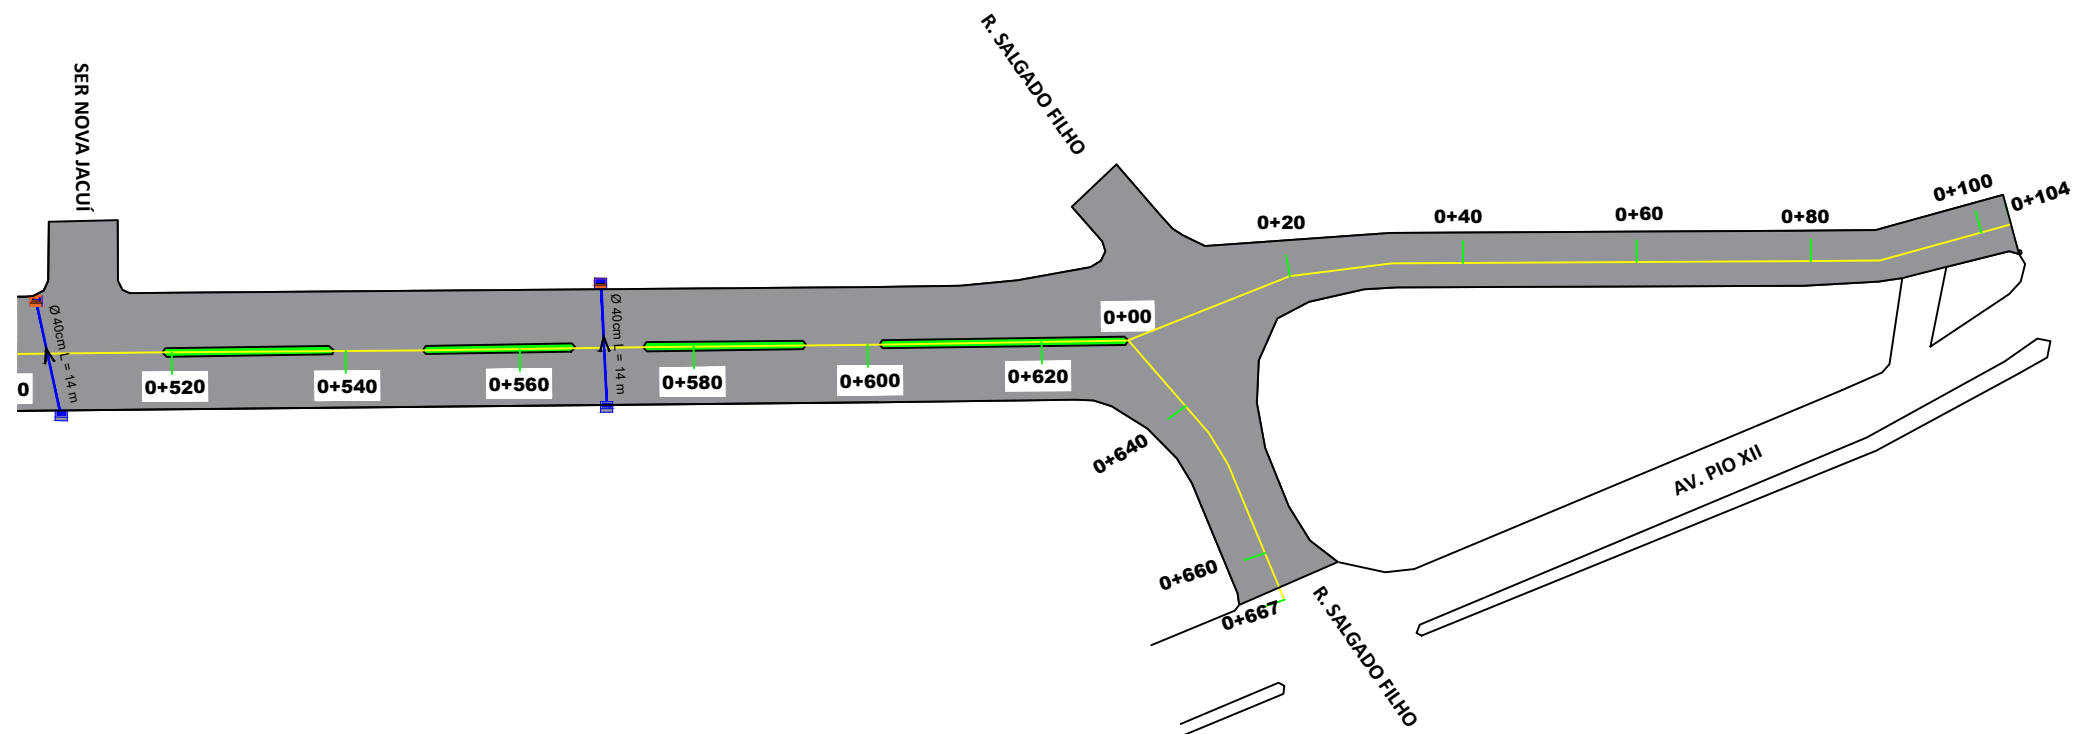 R. SALGADO FILHO
SER NOVA JACUÍ
0+100
0+104
0+20
0+40
0+60
0+80
0+00
Ø 40cm L = 14 m
Ø 40cm L = 14 m
0
0+520
0+540
0+560
0+580
0+600
0+620
0+640
AV. PIO XII
0+660
0+667
R. SALGADO FILHO